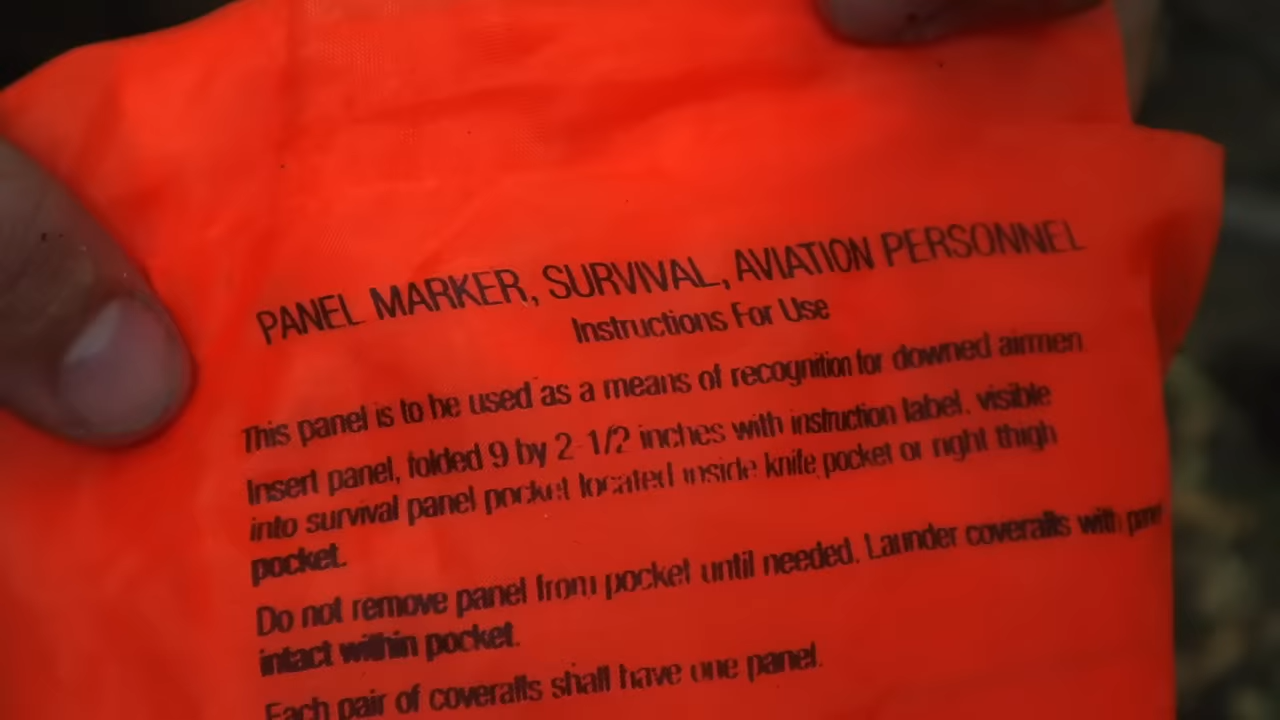 PANEL MARKER, SURVIVAL, AVIATION PERSONNEL
Instructions For Use
This panel is to be used as a means of recognition for downed airmen
Insert panel, folded 9 by 2-1/2 inches with instruction label, visible
into survival panel pocket located inside knife pocket or right thigh
pocket.
Do not remove panel from pocket until needed. Launder coveralls with panel
intact within pocket.
Each pair of coveralls shall have one panel.